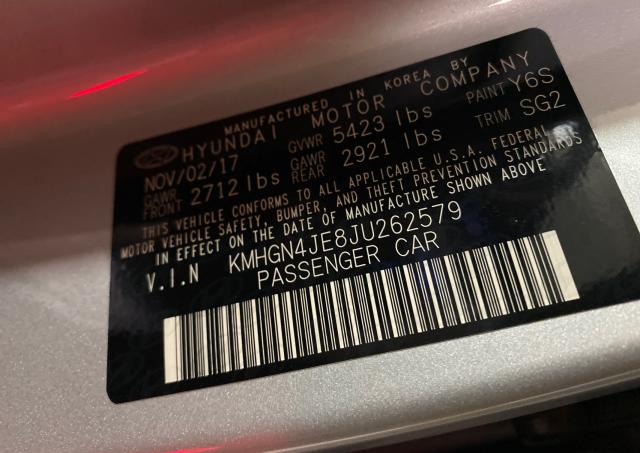 MANUFACTURED IN KOREA BY
HYUNDAI MOTOR COMPANY
NOV/02/17 GVWR 5423 lbs PAINT Y6S
GAWR FRONT 2712 lbs GAWR REAR 2921 lbs TRIM SG2
THIS VEHICLE CONFORMS TO ALL APPLICABLE U.S.A. FEDERAL
MOTOR VEHICLE SAFETY, BUMPER, AND THEFT PREVENTION STANDARDS
IN EFFECT ON THE DATE OF MANUFACTURE SHOWN ABOVE
V.I.N KMHGN4JE8JU262579
PASSENGER CAR